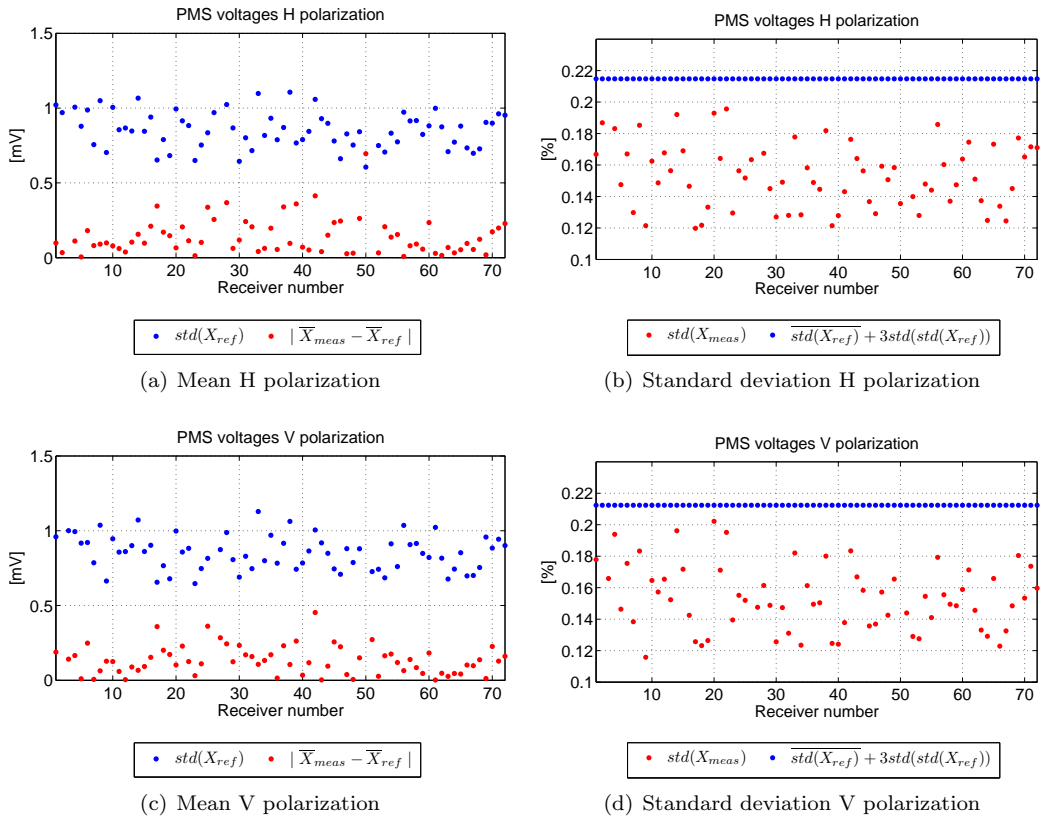 PMS voltages H polarization
1.5
1
0.5
0
[mV]
10 20 30 40 50 60 70
Receiver number
std(X_ref) | X̅_meas − X̅_ref |
(a) Mean H polarization
PMS voltages H polarization
0.22
0.2
0.18
0.16
0.14
0.12
0.1
[%]
10 20 30 40 50 60 70
Receiver number
std(X_meas) \overline{std(X_ref)} + 3std(std(X_ref))
(b) Standard deviation H polarization
PMS voltages V polarization
1.5
1
0.5
0
[mV]
10 20 30 40 50 60 70
Receiver number
std(X_ref) | X̅_meas − X̅_ref |
(c) Mean V polarization
PMS voltages V polarization
0.22
0.2
0.18
0.16
0.14
0.12
0.1
[%]
10 20 30 40 50 60 70
Receiver number
std(X_meas) \overline{std(X_ref)} + 3std(std(X_ref))
(d) Standard deviation V polarization